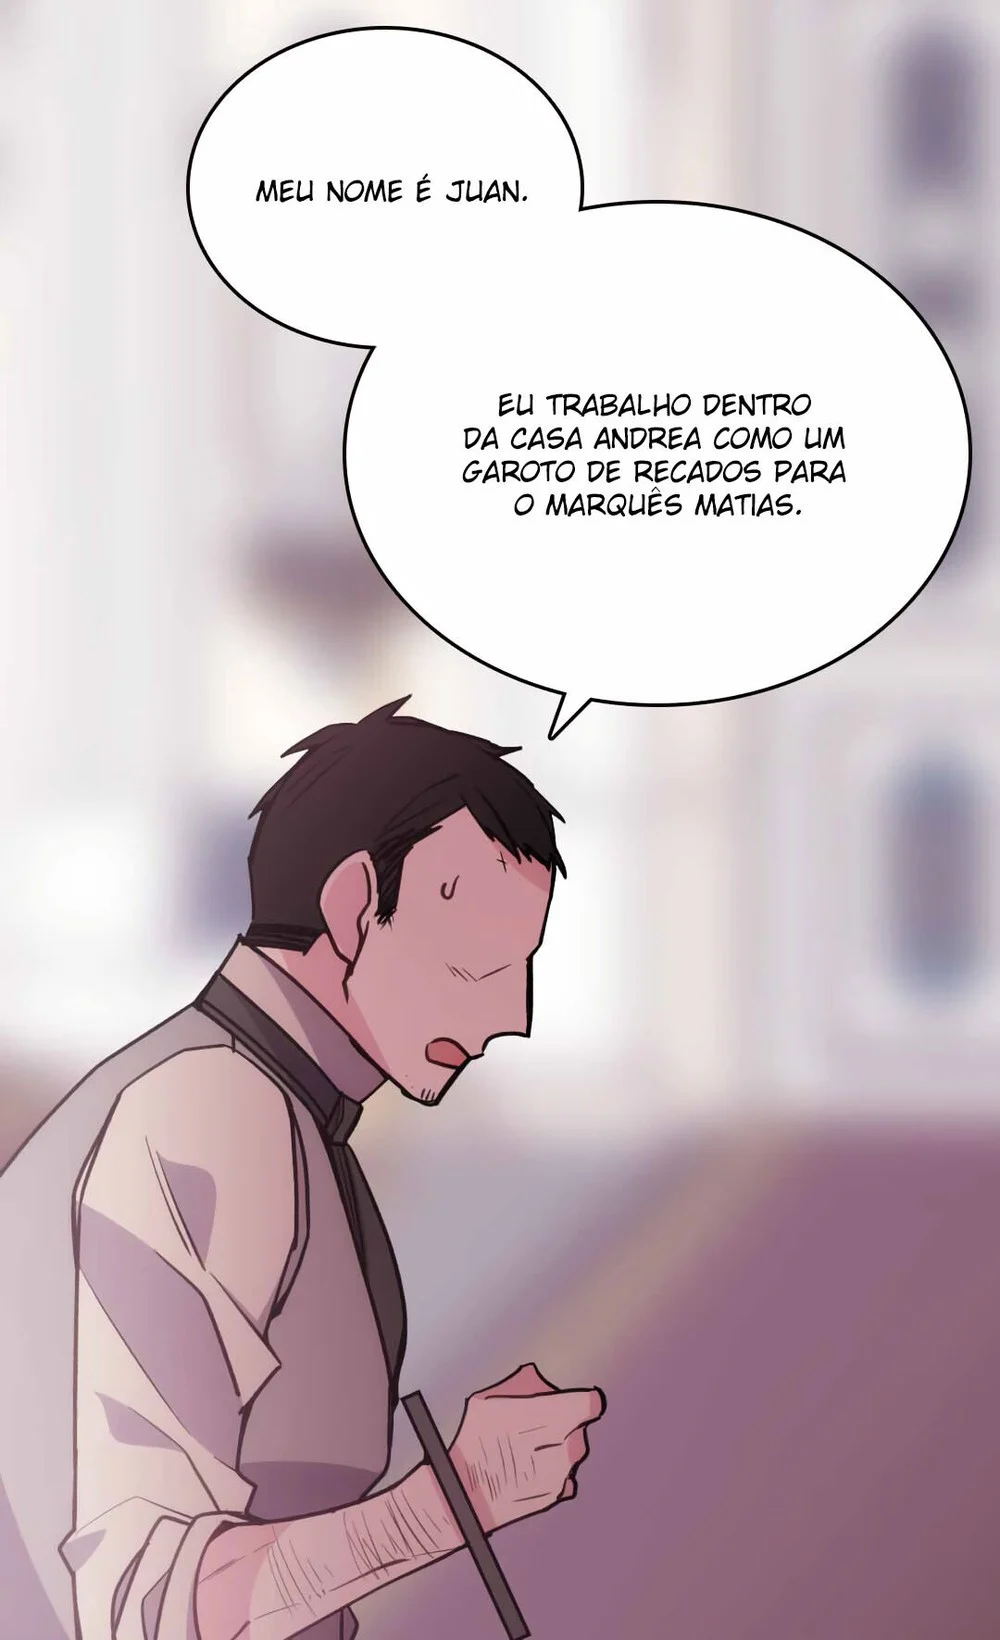 MEU NOME É JUAN.
EU TRABALHO DENTRO
DA CASA ANDREA COMO UM
GAROTO DE RECADOS PARA
O MARQUÊS MATIAS.